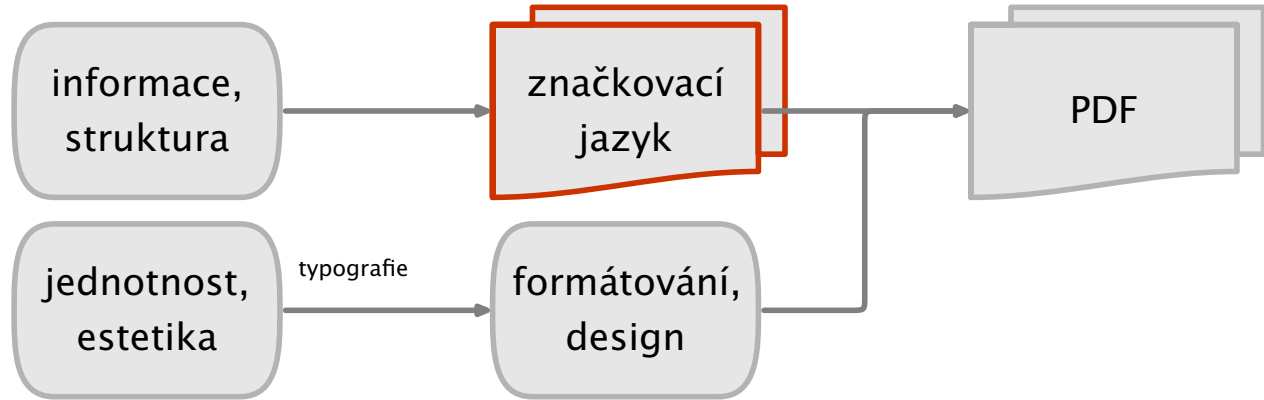 informace,
struktura
značkovací
jazyk
PDF
jednotnost,
estetika
typografie
formátování,
design